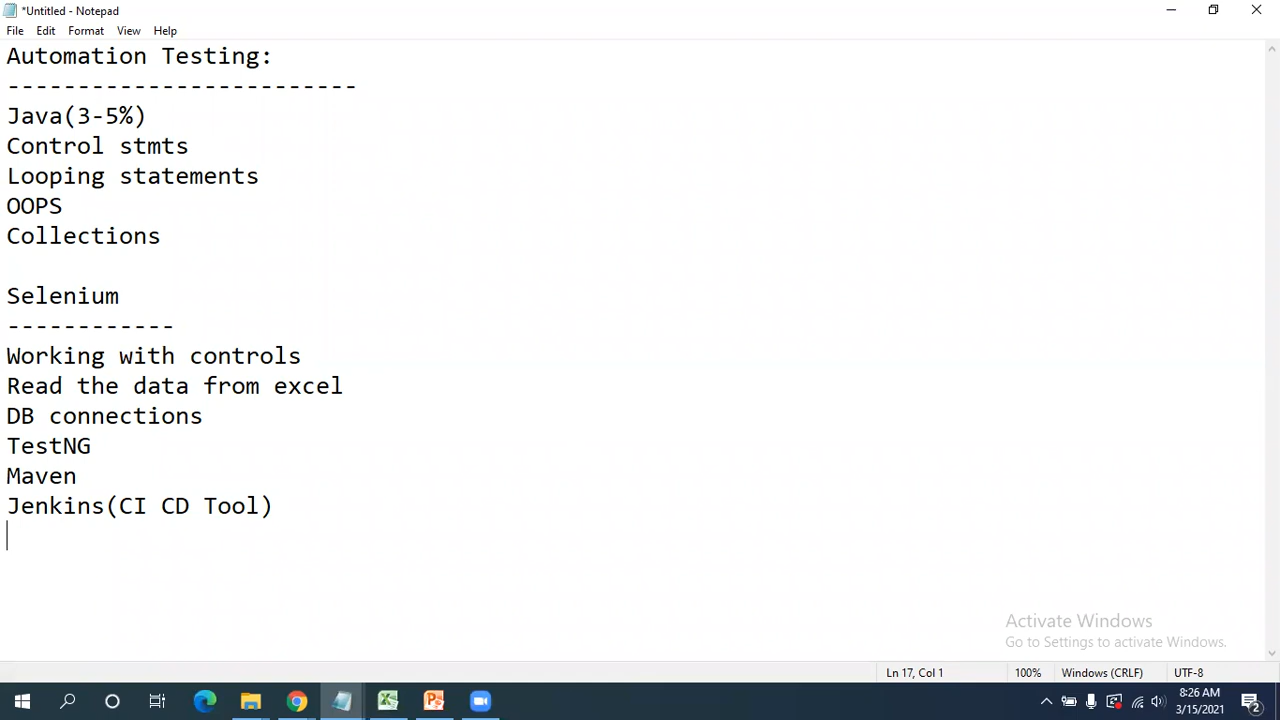 *Untitled - Notepad
File Edit Format View Help
Automation Testing:
-------------------------
Java(3-5%)
Control stmts
Looping statements
OOPS
Collections
Selenium
------------
Working with controls
Read the data from excel
DB connections
TestNG
Maven
Jenkins(CI CD Tool)
Activate Windows
Go to Settings to activate Windows.
Ln 17, Col 1 100% Windows (CRLF) UTF-8
8:26 AM
3/15/2021
2